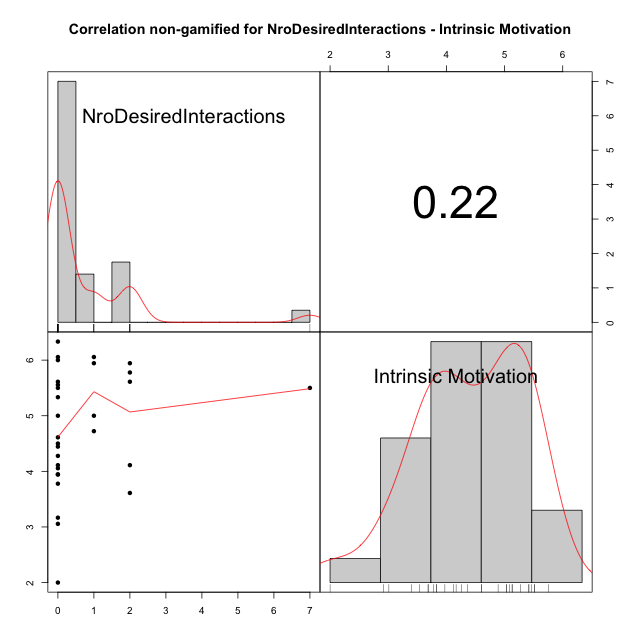 Correlation non-gamified for NroDesiredInteractions - Intrinsic Motivation
2 3 4 5 6
NroDesiredInteractions
0.22
7
6
5
4
3
2
1
0
Intrinsic Motivation
6
5
4
3
2
0 1 2 3 4 5 6 7